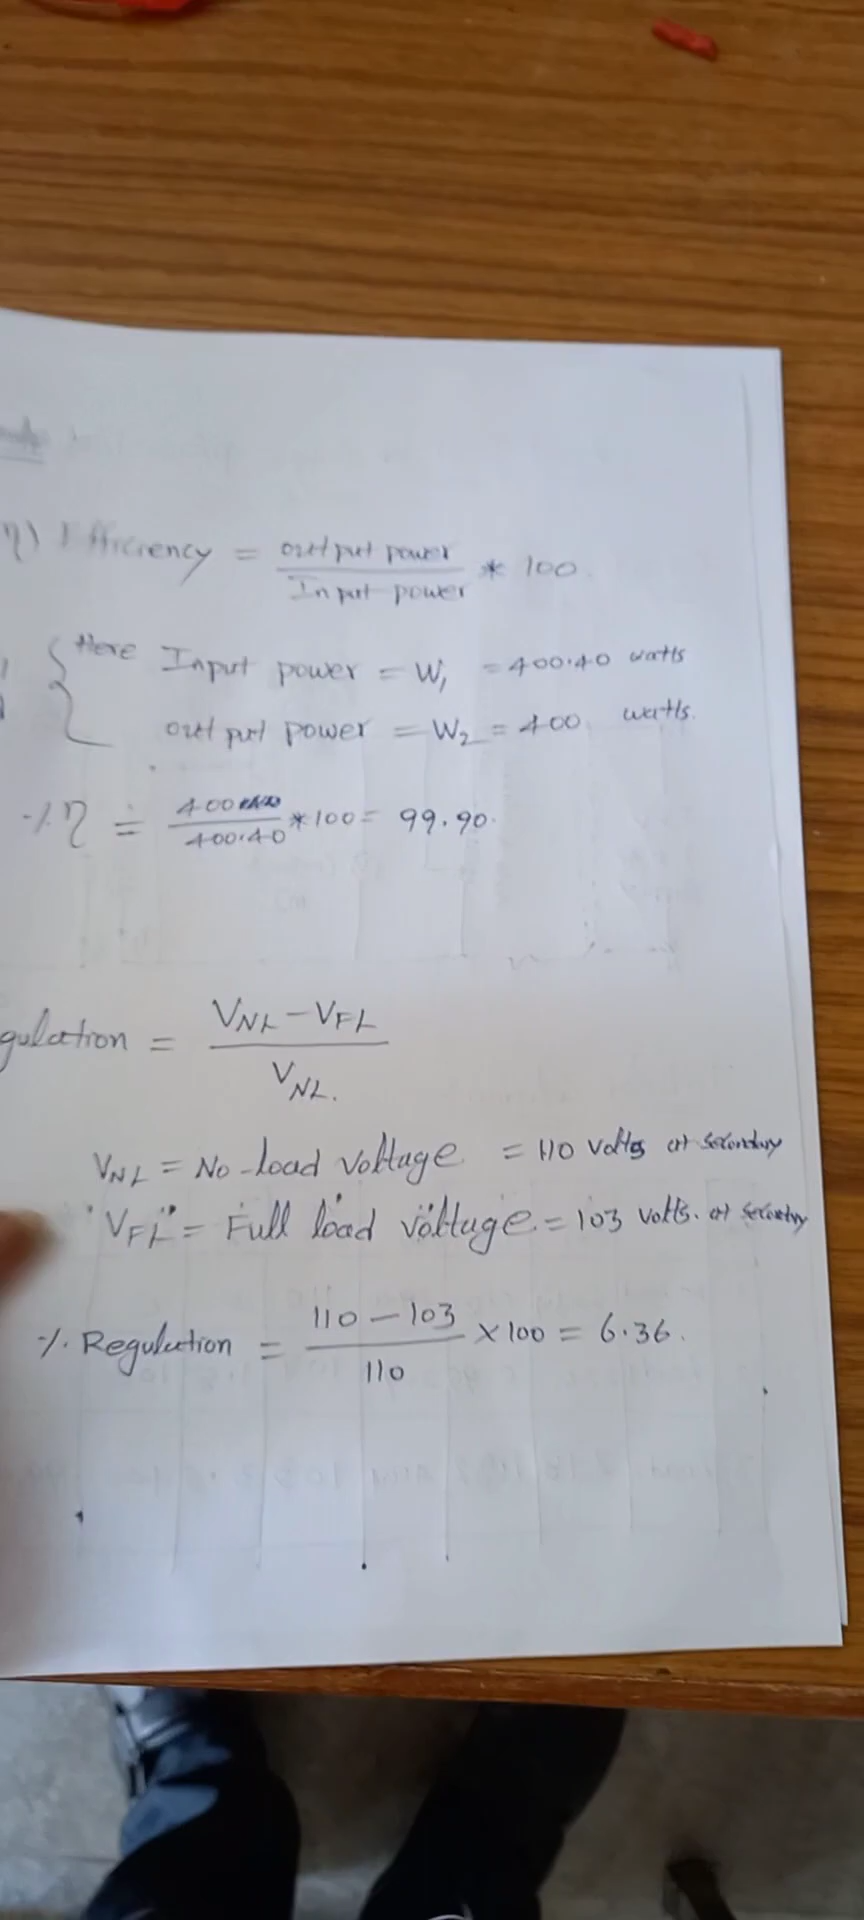 η) Efficiency = output power / Input power * 100.
Here Input power = W1 = 400.40 watts
output power = W2 = 400. watts.
% η = 400 / 400.40 * 100 = 99.90.
gulation = VNL - VFL / VNL.
VNL = No-load voltage = 110 volts at secondary
VFL = Full load voltage = 103 volts. at secondary
% Regulation = 110 - 103 / 110 × 100 = 6.36.